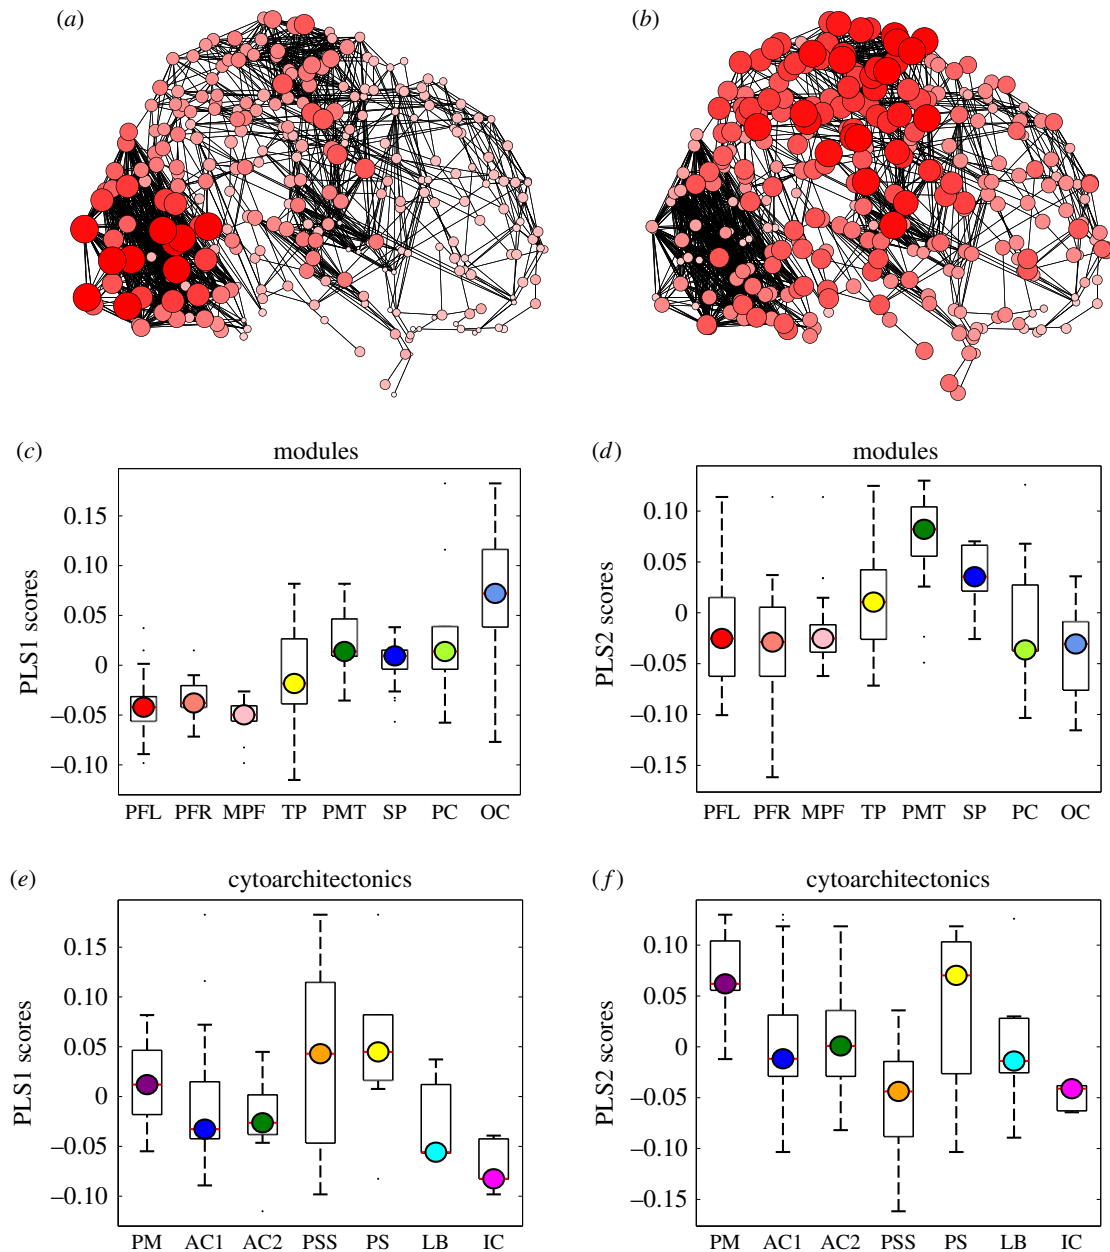 (a)
(b)
(c)
modules
PLS1 scores
0.15
0.10
0.05
0
–0.05
–0.10
PFL PFR MPF TP PMT SP PC OC
(d)
modules
PLS2 scores
0.10
0.05
0
–0.05
–0.10
–0.15
PFL PFR MPF TP PMT SP PC OC
(e)
cytoarchitectonics
PLS1 scores
0.15
0.10
0.05
0
–0.05
–0.10
PM AC1 AC2 PSS PS LB IC
(f)
cytoarchitectonics
PLS2 scores
0.10
0.05
0
–0.05
–0.10
–0.15
PM AC1 AC2 PSS PS LB IC